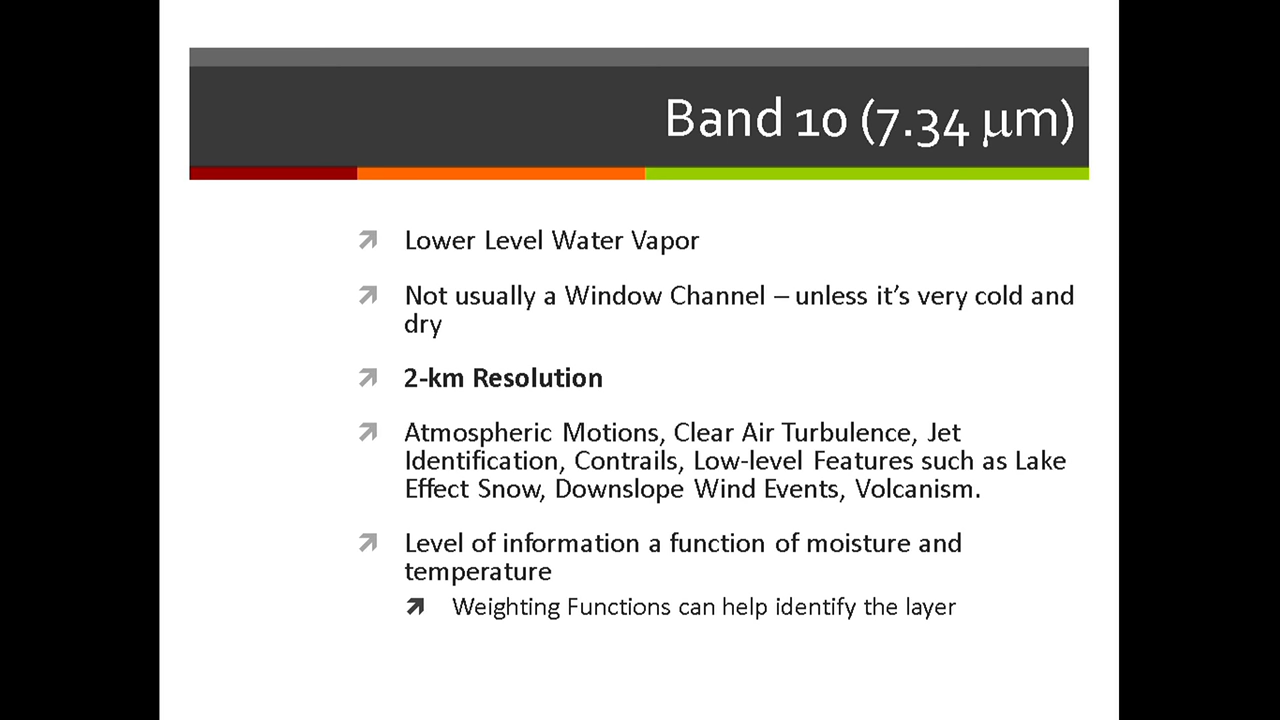 Band 10 (7.34 µm)
Lower Level Water Vapor
Not usually a Window Channel – unless it’s very cold and
dry
2-km Resolution
Atmospheric Motions, Clear Air Turbulence, Jet
Identification, Contrails, Low-level Features such as Lake
Effect Snow, Downslope Wind Events, Volcanism.
Level of information a function of moisture and
temperature
Weighting Functions can help identify the layer